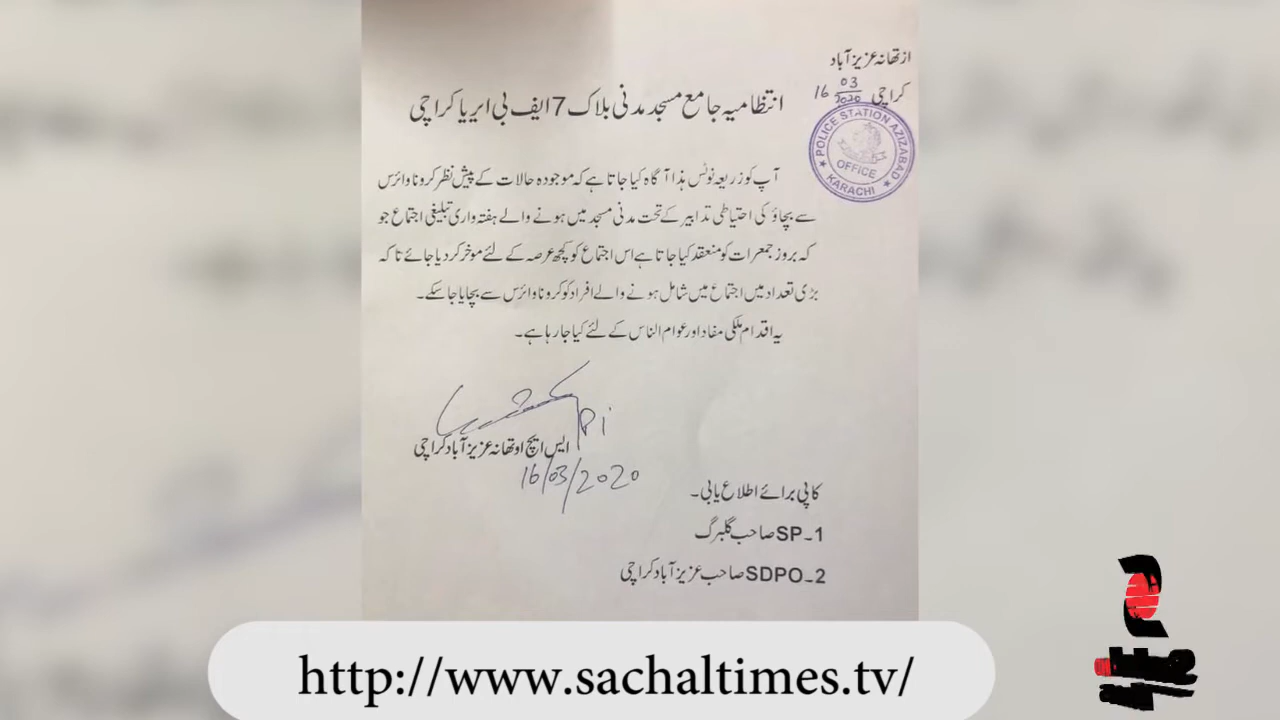 از تھانہ عزیز آباد
کراچی 16 03 2020
POLICE STATION AZIZABAD
OFFICE
KARACHI
انتظامیہ جامع مسجد مدنی بلاک 7 ایف بی ایریا کراچی
آپ کو زریعہ نوٹس ہذا آگاہ کیا جاتا ہے کہ موجودہ حالات کے پیش نظر کرونا وائرس
سے بچاؤ کی احتیاطی تدابیر کے تحت مدنی مسجد میں ہونے والے ہفتہ واری تبلیغی اجتماع جو
کہ بروز جمعرات کو منعقد کیا جاتا ہے اس اجتماع کو کچھ عرصہ کے لئے موخر کر دیا جائے تا کہ
بڑی تعداد میں اجتماع میں شامل ہونے والے افراد کو کرونا وائرس سے بچایا جا سکے۔
یہ اقدام ملکی مفاد اور عوام الناس کے لئے کیا جا رہا ہے۔
Pi
ایس ایچ او تھانہ عزیز آباد کراچی
16/03/2020
کاپی برائے اطلاع یابی۔
1۔SP صاحب گلبرگ
2۔SDPO صاحب عزیز آباد کراچی
http://www.sachaltimes.tv/